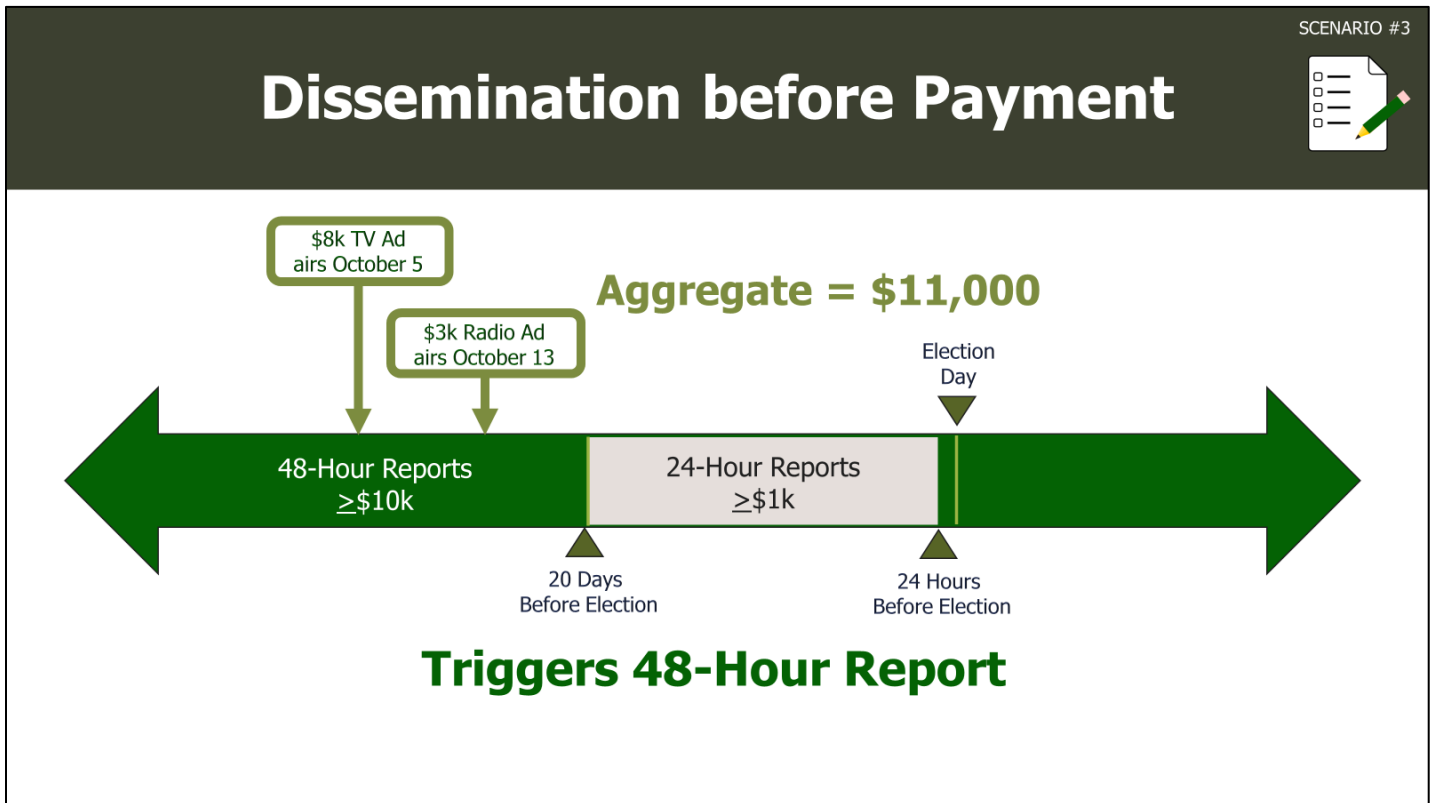 SCENARIO #3
Dissemination before Payment
$8k TV Ad
airs October 5
Aggregate = $11,000
$3k Radio Ad
airs October 13
Election
Day
48-Hour Reports
≥$10k
24-Hour Reports
≥$1k
20 Days
Before Election
24 Hours
Before Election
Triggers 48-Hour Report